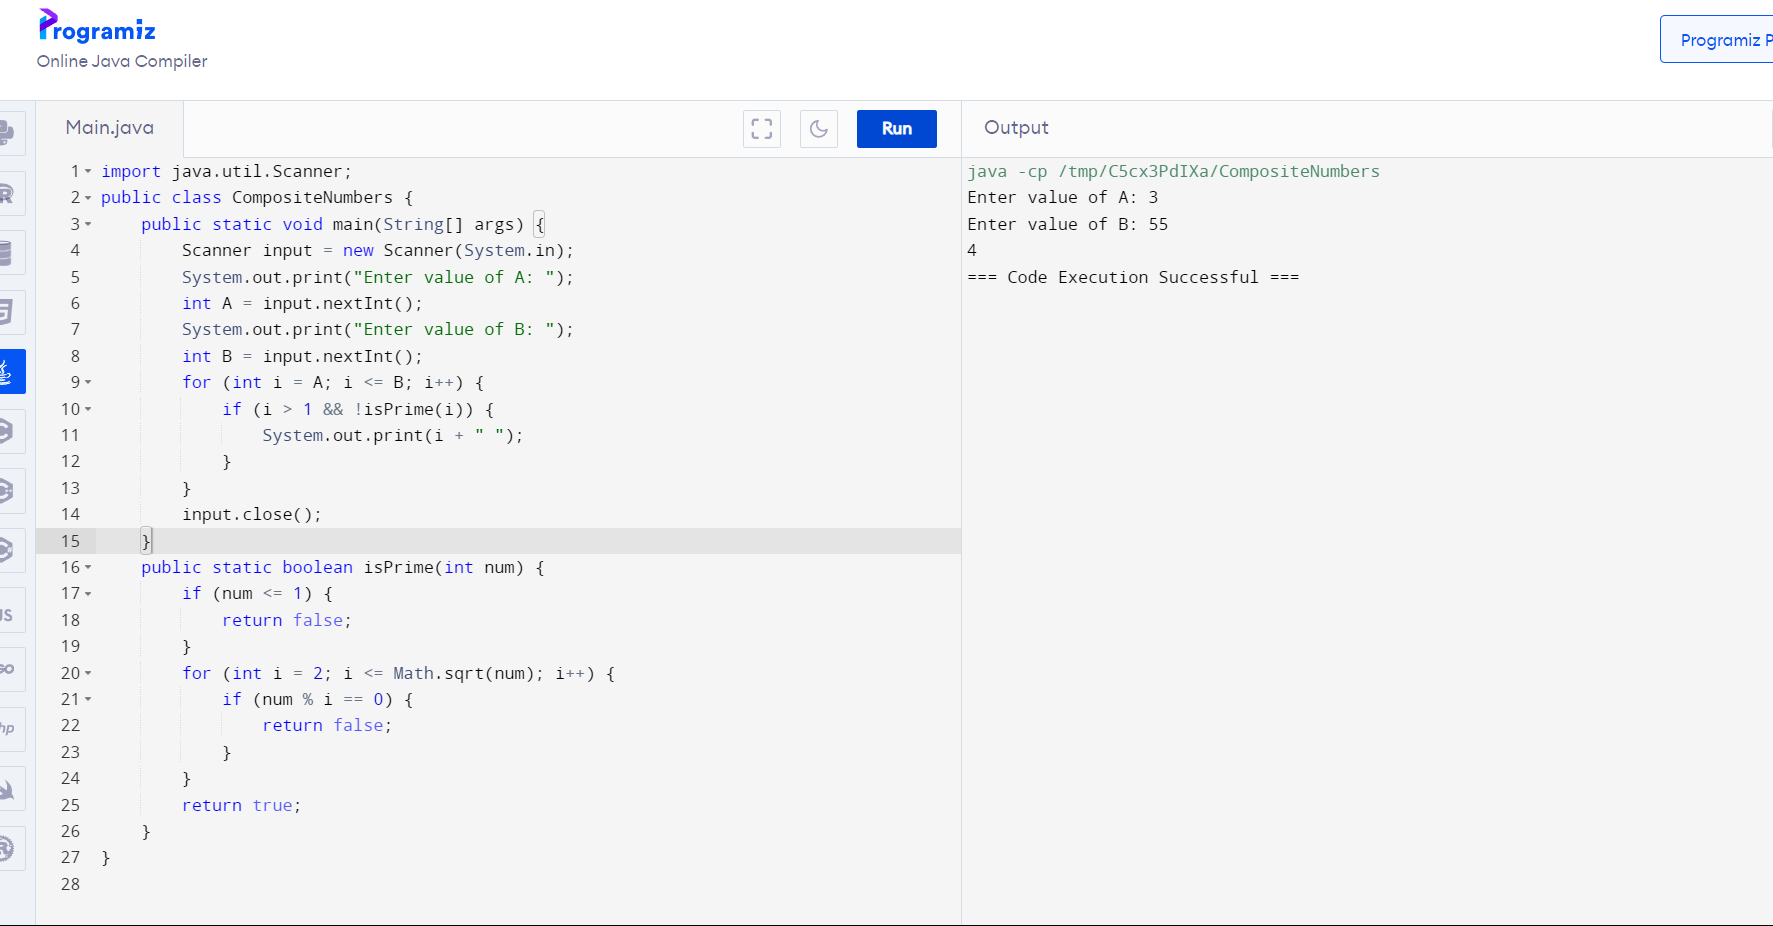 Programiz
Online Java Compiler
Programiz P
Main.java
Run
Output
1 import java.util.Scanner;
2 public class CompositeNumbers {
3     public static void main(String[] args) {
4         Scanner input = new Scanner(System.in);
5         System.out.print("Enter value of A: ");
6         int A = input.nextInt();
7         System.out.print("Enter value of B: ");
8         int B = input.nextInt();
9         for (int i = A; i <= B; i++) {
10             if (i > 1 && !isPrime(i)) {
11                 System.out.print(i + " ");
12             }
13         }
14         input.close();
15     }
16     public static boolean isPrime(int num) {
17         if (num <= 1) {
18             return false;
19         }
20         for (int i = 2; i <= Math.sqrt(num); i++) {
21             if (num % i == 0) {
22                 return false;
23             }
24         }
25         return true;
26     }
27 }
28
java -cp /tmp/C5cx3PdIXa/CompositeNumbers
Enter value of A: 3
Enter value of B: 55
4
=== Code Execution Successful ===